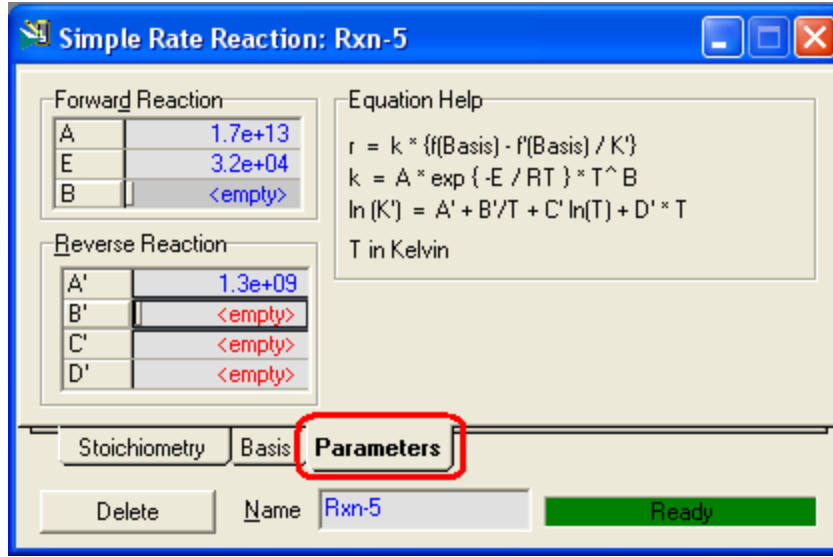 Simple Rate Reaction: Rxn-5
Forward Reaction
A 1.7e+13
E 3.2e+04
B <empty>
Equation Help
r = k * {f(Basis) - f'(Basis) / K'}
k = A * exp { -E / RT } * T^ B
ln (K') = A' + B'/T + C' ln(T) + D' * T
T in Kelvin
Reverse Reaction
A' 1.3e+09
B' <empty>
C' <empty>
D' <empty>
Stoichiometry Basis Parameters
Delete Name Rxn-5 Ready